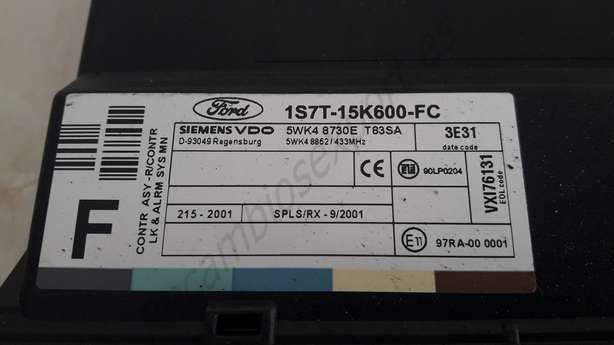 Ford
1S7T-15K600-FC
SIEMENS VDO
D-93049 Regensburg
5WK4 8730E T83SA
5WK4 8862/433MHz
3E31
date code
CE
90LP0204
VXI76131
EOL code
215 - 2001
SPLS/RX - 9/2001
E11
97RA-00 0001
CONTR ASY -R/CONTR
LK & ALRM SYS MN
F